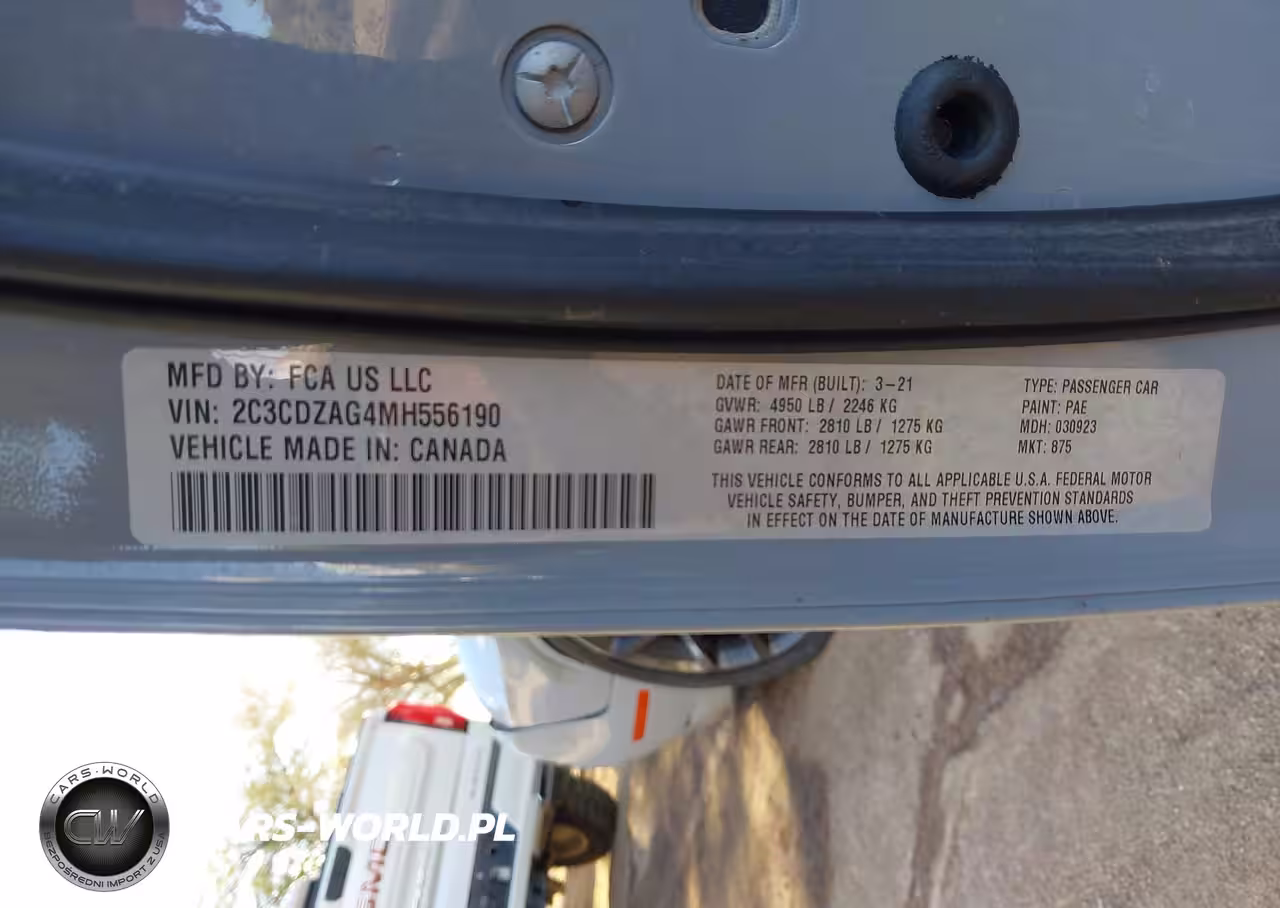 MFD BY: FCA US LLC
VIN: 2C3CDZAG4MH556190
VEHICLE MADE IN: CANADA
DATE OF MFR (BUILT): 3-21
GVWR: 4950 LB / 2246 KG
GAWR FRONT: 2810 LB / 1275 KG
GAWR REAR: 2810 LB / 1275 KG
TYPE: PASSENGER CAR
PAINT: PAE
MDH: 030923
MKT: 875
THIS VEHICLE CONFORMS TO ALL APPLICABLE U.S.A. FEDERAL MOTOR
VEHICLE SAFETY, BUMPER, AND THEFT PREVENTION STANDARDS
IN EFFECT ON THE DATE OF MANUFACTURE SHOWN ABOVE.
CARS-WORLD
CW
BEZPOŚREDNI IMPORT Z USA
ARS-WORLD.PL
GMC